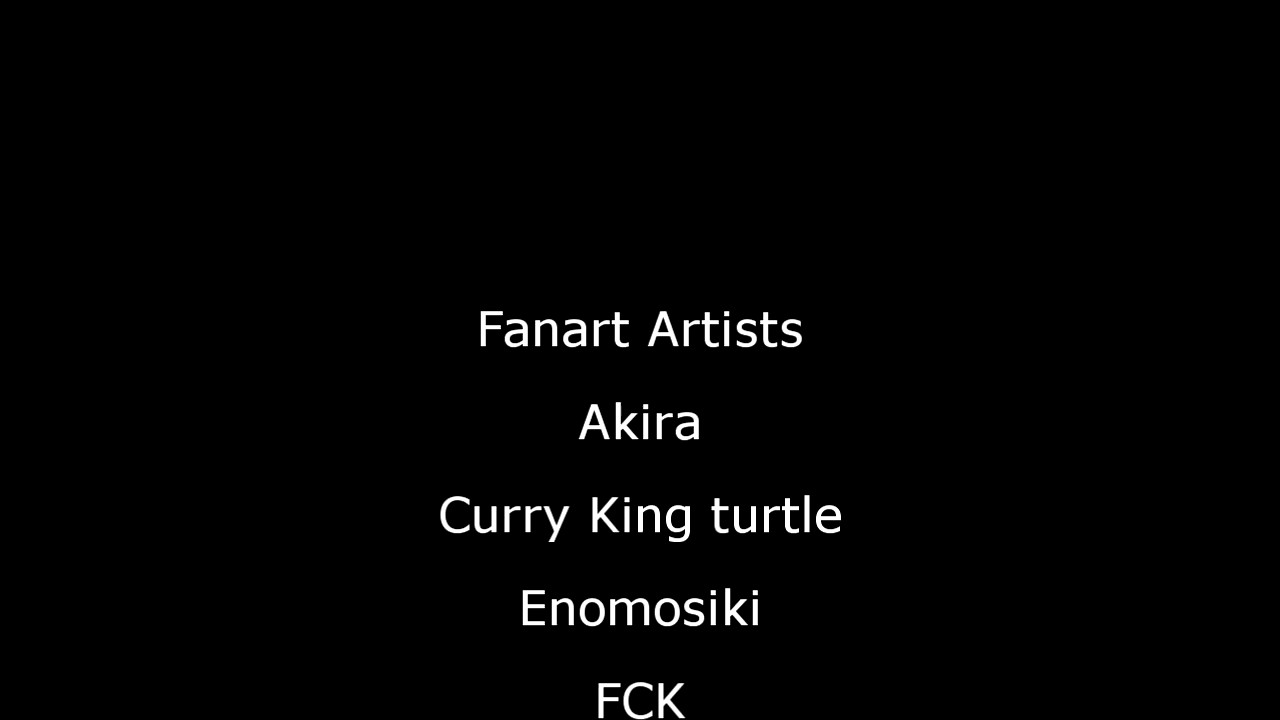 Fanart Artists
Akira
Curry King turtle
Enomosiki
FCK